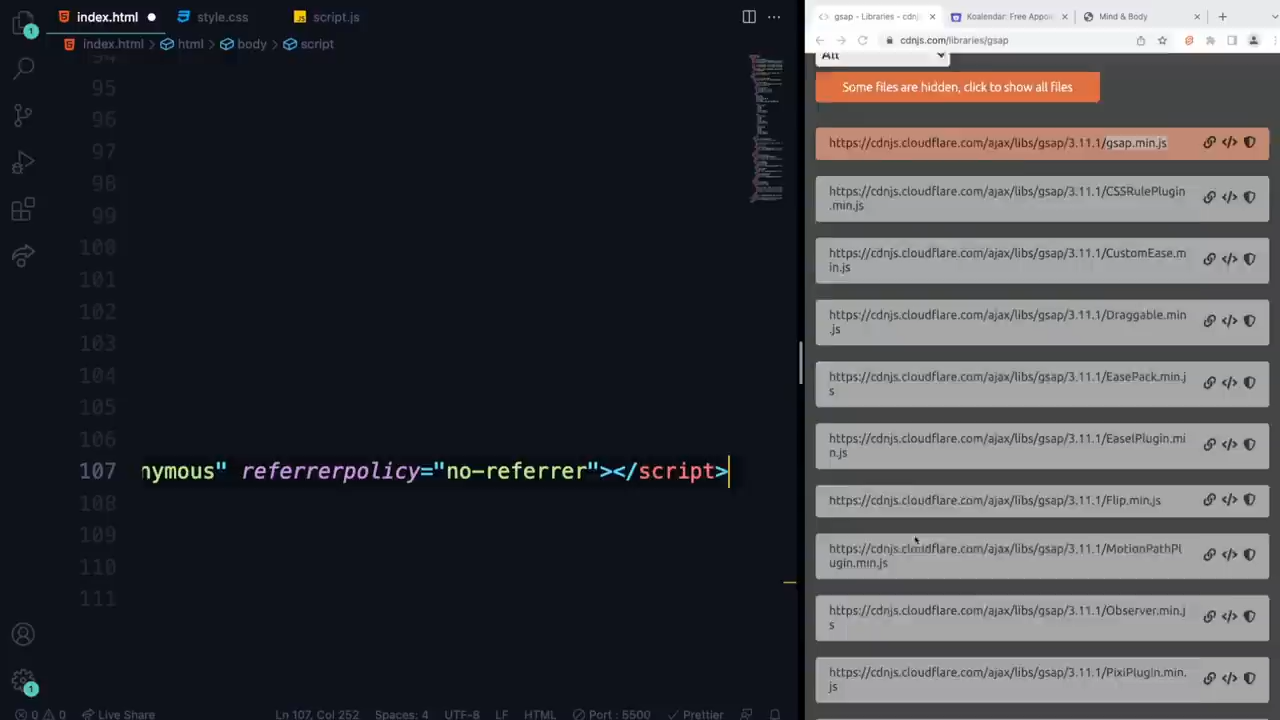 index.html
style.css
script.js
index.html > html > body > script
94
95
96
97
98
99
100
101
102
103
104
105
106
107
nymous" referrerpolicy="no-referrer"></script>
108
109
110
111
1
1
0 0 Live Share
Ln 107, Col 252 Spaces: 4 UTF-8 LF HTML Port : 5500 Prettier
gsap - Libraries - cdnj
Koalendar: Free Appoi
Mind & Body
cdnjs.com/libraries/gsap
All
Some files are hidden, click to show all files
https://cdnjs.cloudflare.com/ajax/libs/gsap/3.11.1/gsap.min.js
https://cdnjs.cloudflare.com/ajax/libs/gsap/3.11.1/CSSRulePlugin
.min.js
https://cdnjs.cloudflare.com/ajax/libs/gsap/3.11.1/CustomEase.m
in.js
https://cdnjs.cloudflare.com/ajax/libs/gsap/3.11.1/Draggable.min
.js
https://cdnjs.cloudflare.com/ajax/libs/gsap/3.11.1/EasePack.min.j
s
https://cdnjs.cloudflare.com/ajax/libs/gsap/3.11.1/EaselPlugin.mi
n.js
https://cdnjs.cloudflare.com/ajax/libs/gsap/3.11.1/Flip.min.js
https://cdnjs.cloudflare.com/ajax/libs/gsap/3.11.1/MotionPathPl
ugin.min.js
https://cdnjs.cloudflare.com/ajax/libs/gsap/3.11.1/Observer.min.j
s
https://cdnjs.cloudflare.com/ajax/libs/gsap/3.11.1/PixiPlugin.min.
js